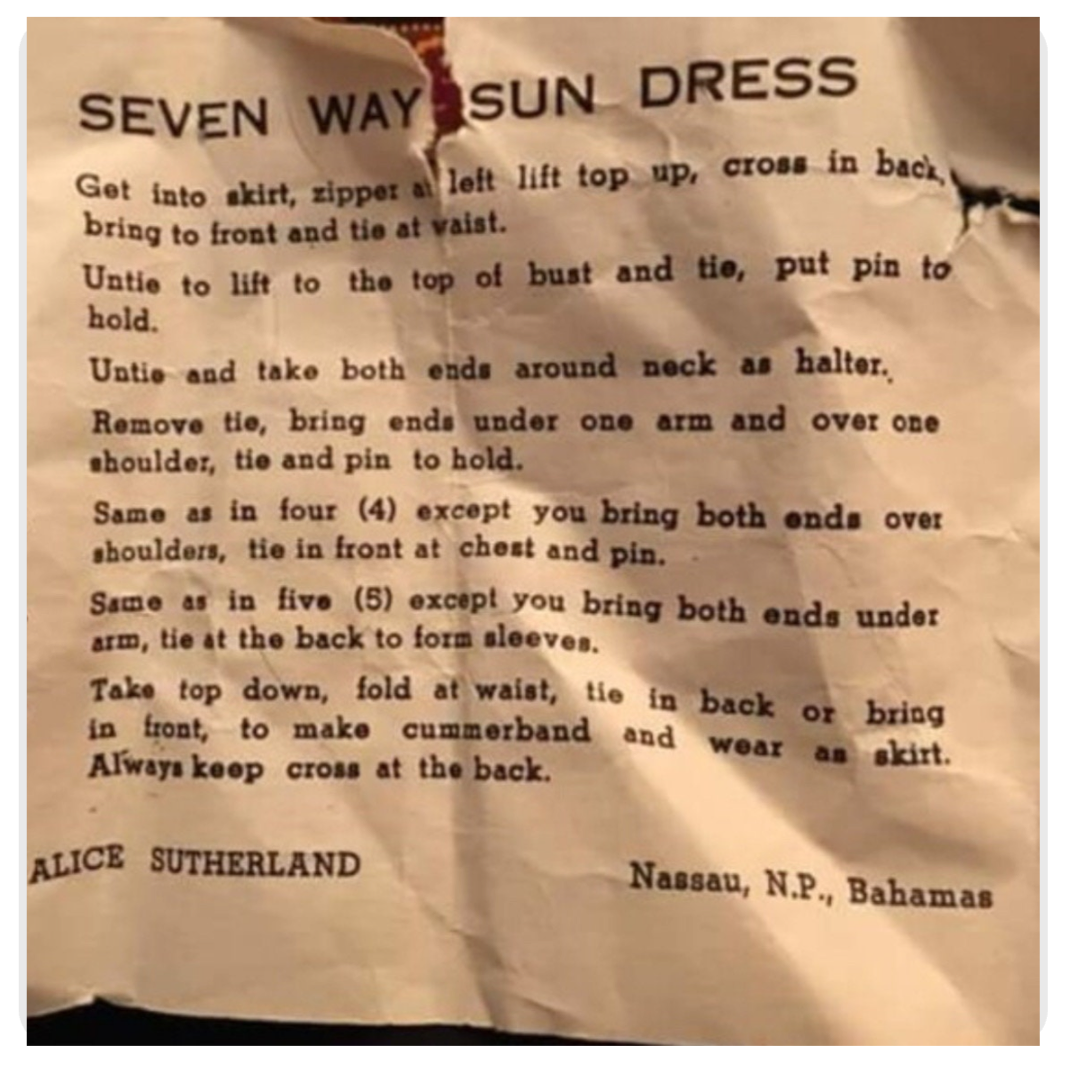 SEVEN WAY SUN DRESS
Get into skirt, zipper at left lift top up, cross in back,
bring to front and tie at waist.
Untie to lift to the top of bust and tie, put pin to
hold.
Untie and take both ends around neck as halter.
Remove tie, bring ends under one arm and over one
shoulder, tie and pin to hold.
Same as in four (4) except you bring both ends over
shoulders, tie in front at chest and pin.
Same as in five (5) except you bring both ends under
arm, tie at the back to form sleeves.
Take top down, fold at waist, tie in back or bring
in front, to make cummerband and wear as skirt.
Always keep cross at the back.
ALICE SUTHERLAND Nassau, N.P., Bahamas